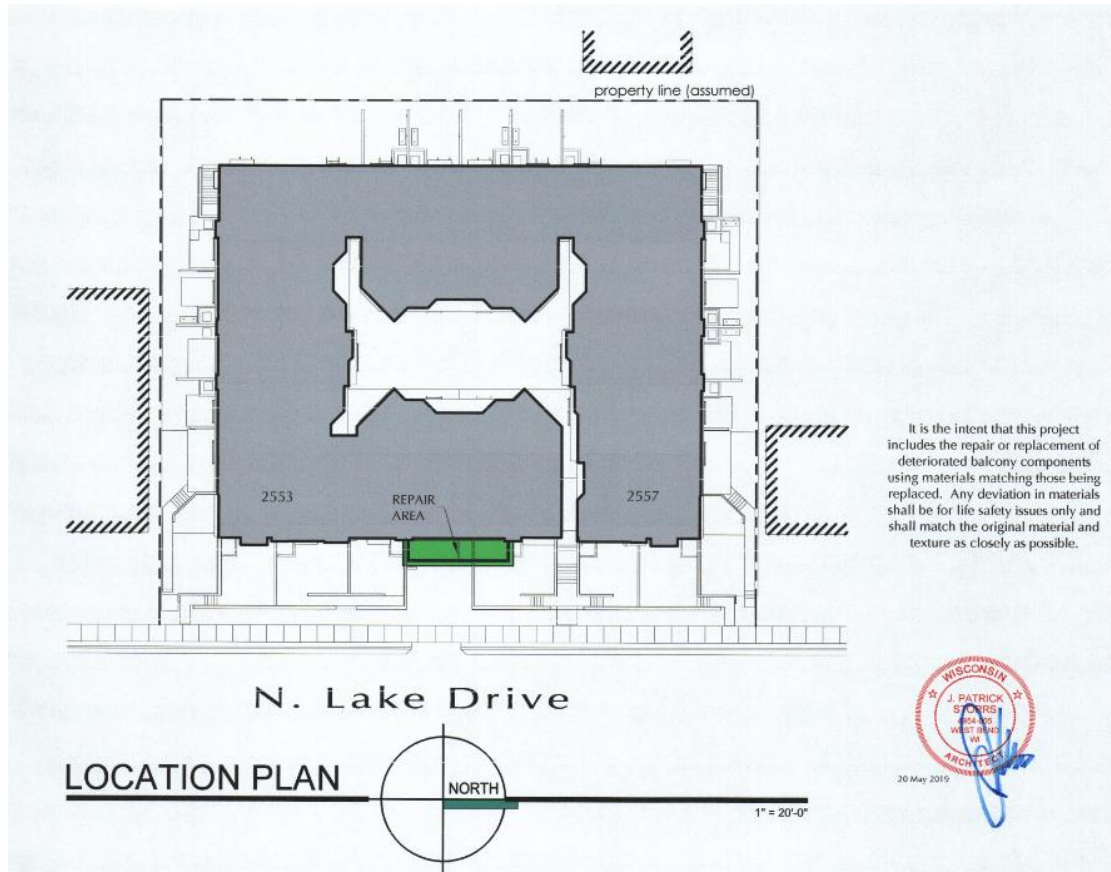 property line (assumed)
2553
REPAIR
AREA
2557
It is the intent that this project
includes the repair or replacement of
deteriorated balcony components
using materials matching those being
replaced. Any deviation in materials
shall be for life safety issues only and
shall match the original material and
texture as closely as possible.
N. Lake Drive
WISCONSIN
J. PATRICK
STORRS
WEST BEND
WI
ARCHITECT
20 May 2019
LOCATION PLAN
NORTH
1" = 20'-0"